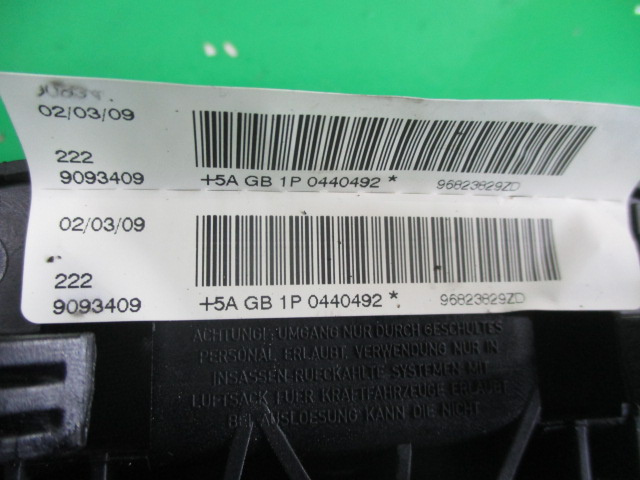 02/03/09
222
9093409 +5A GB 1P 0440492 * 96823829ZD
02/03/09
222
9093409 +5A GB 1P 0440492 * 96823829ZD
ACHTUNG!: UMGANG NUR DURCH GESCHULTES
PERSONAL ERLAUBT. VERWENDUNG NUR IN
INSASSEN-RUECKAHLTE SYSTEMEN MIT
LUFTSACK FUER KRAFTFAHRZEUGE ERLAUBT
BEI AUSLOESUNG KANN DIE NICHT